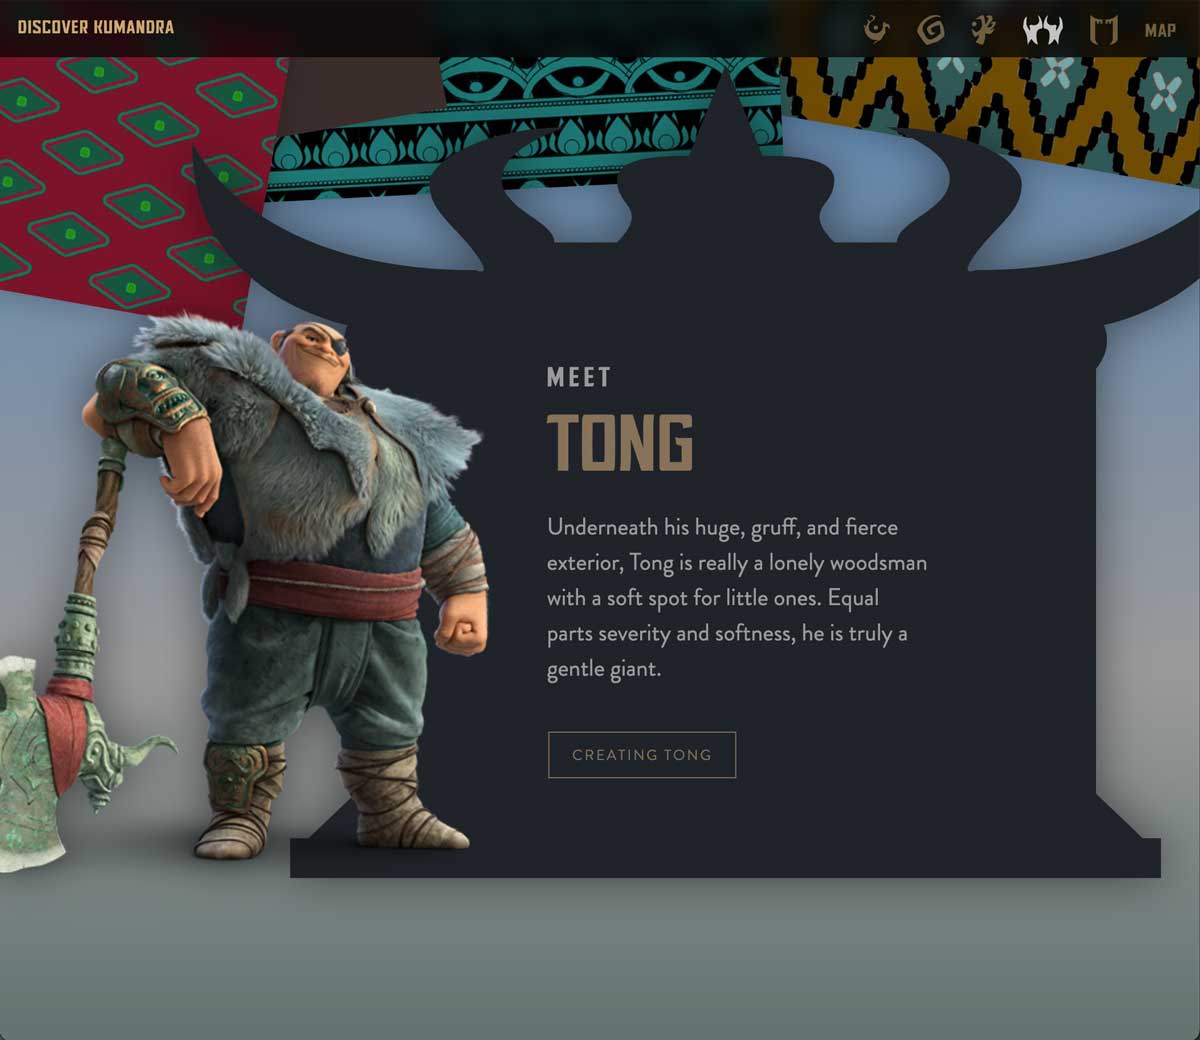 DISCOVER KUMANDRA
MAP
MEET
TONG
Underneath his huge, gruff, and fierce
exterior, Tong is really a lonely woodsman
with a soft spot for little ones. Equal
parts severity and softness, he is truly a
gentle giant.
CREATING TONG